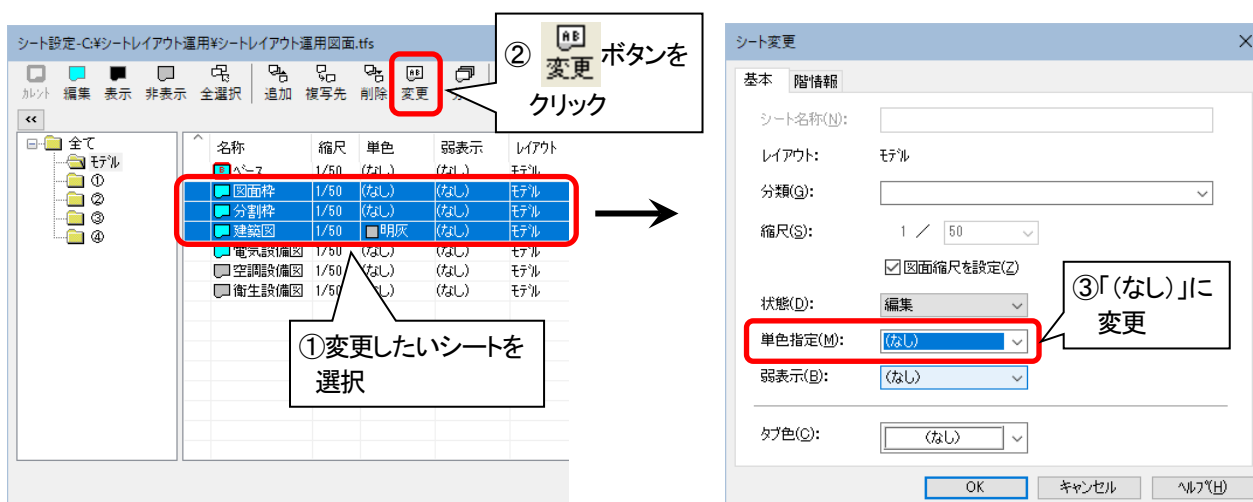 シート設定-C:¥シートレイアウト運用¥シートレイアウト運用図面.tfs
カレント 編集 表示 非表示 全選択 追加 複写先 削除 変更
<<
全て
モデル
①
②
③
④
名称 縮尺 単色 弱表示 レイアウト
ベース 1/50 (なし) (なし) モデル
図面枠 1/50 (なし) (なし) モデル
分割枠 1/50 (なし) (なし) モデル
建築図 1/50 明灰 (なし) モデル
電気設備図 1/50 (なし) (なし) モデル
空調設備図 1/50 (なし) (なし) モデル
衛生設備図 1/50 (なし) (なし) モデル
①変更したいシートを
選択
② AB 変更 ボタンを
クリック
シート変更
基本 階情報
シート名称(N):
レイアウト: モデル
分類(G):
縮尺(S): 1 / 50
図面縮尺を設定(Z)
状態(D): 編集
単色指定(M): (なし)
弱表示(B): (なし)
タブ色(C): (なし)
OK キャンセル ヘルプ(H)
③「(なし)」に
変更